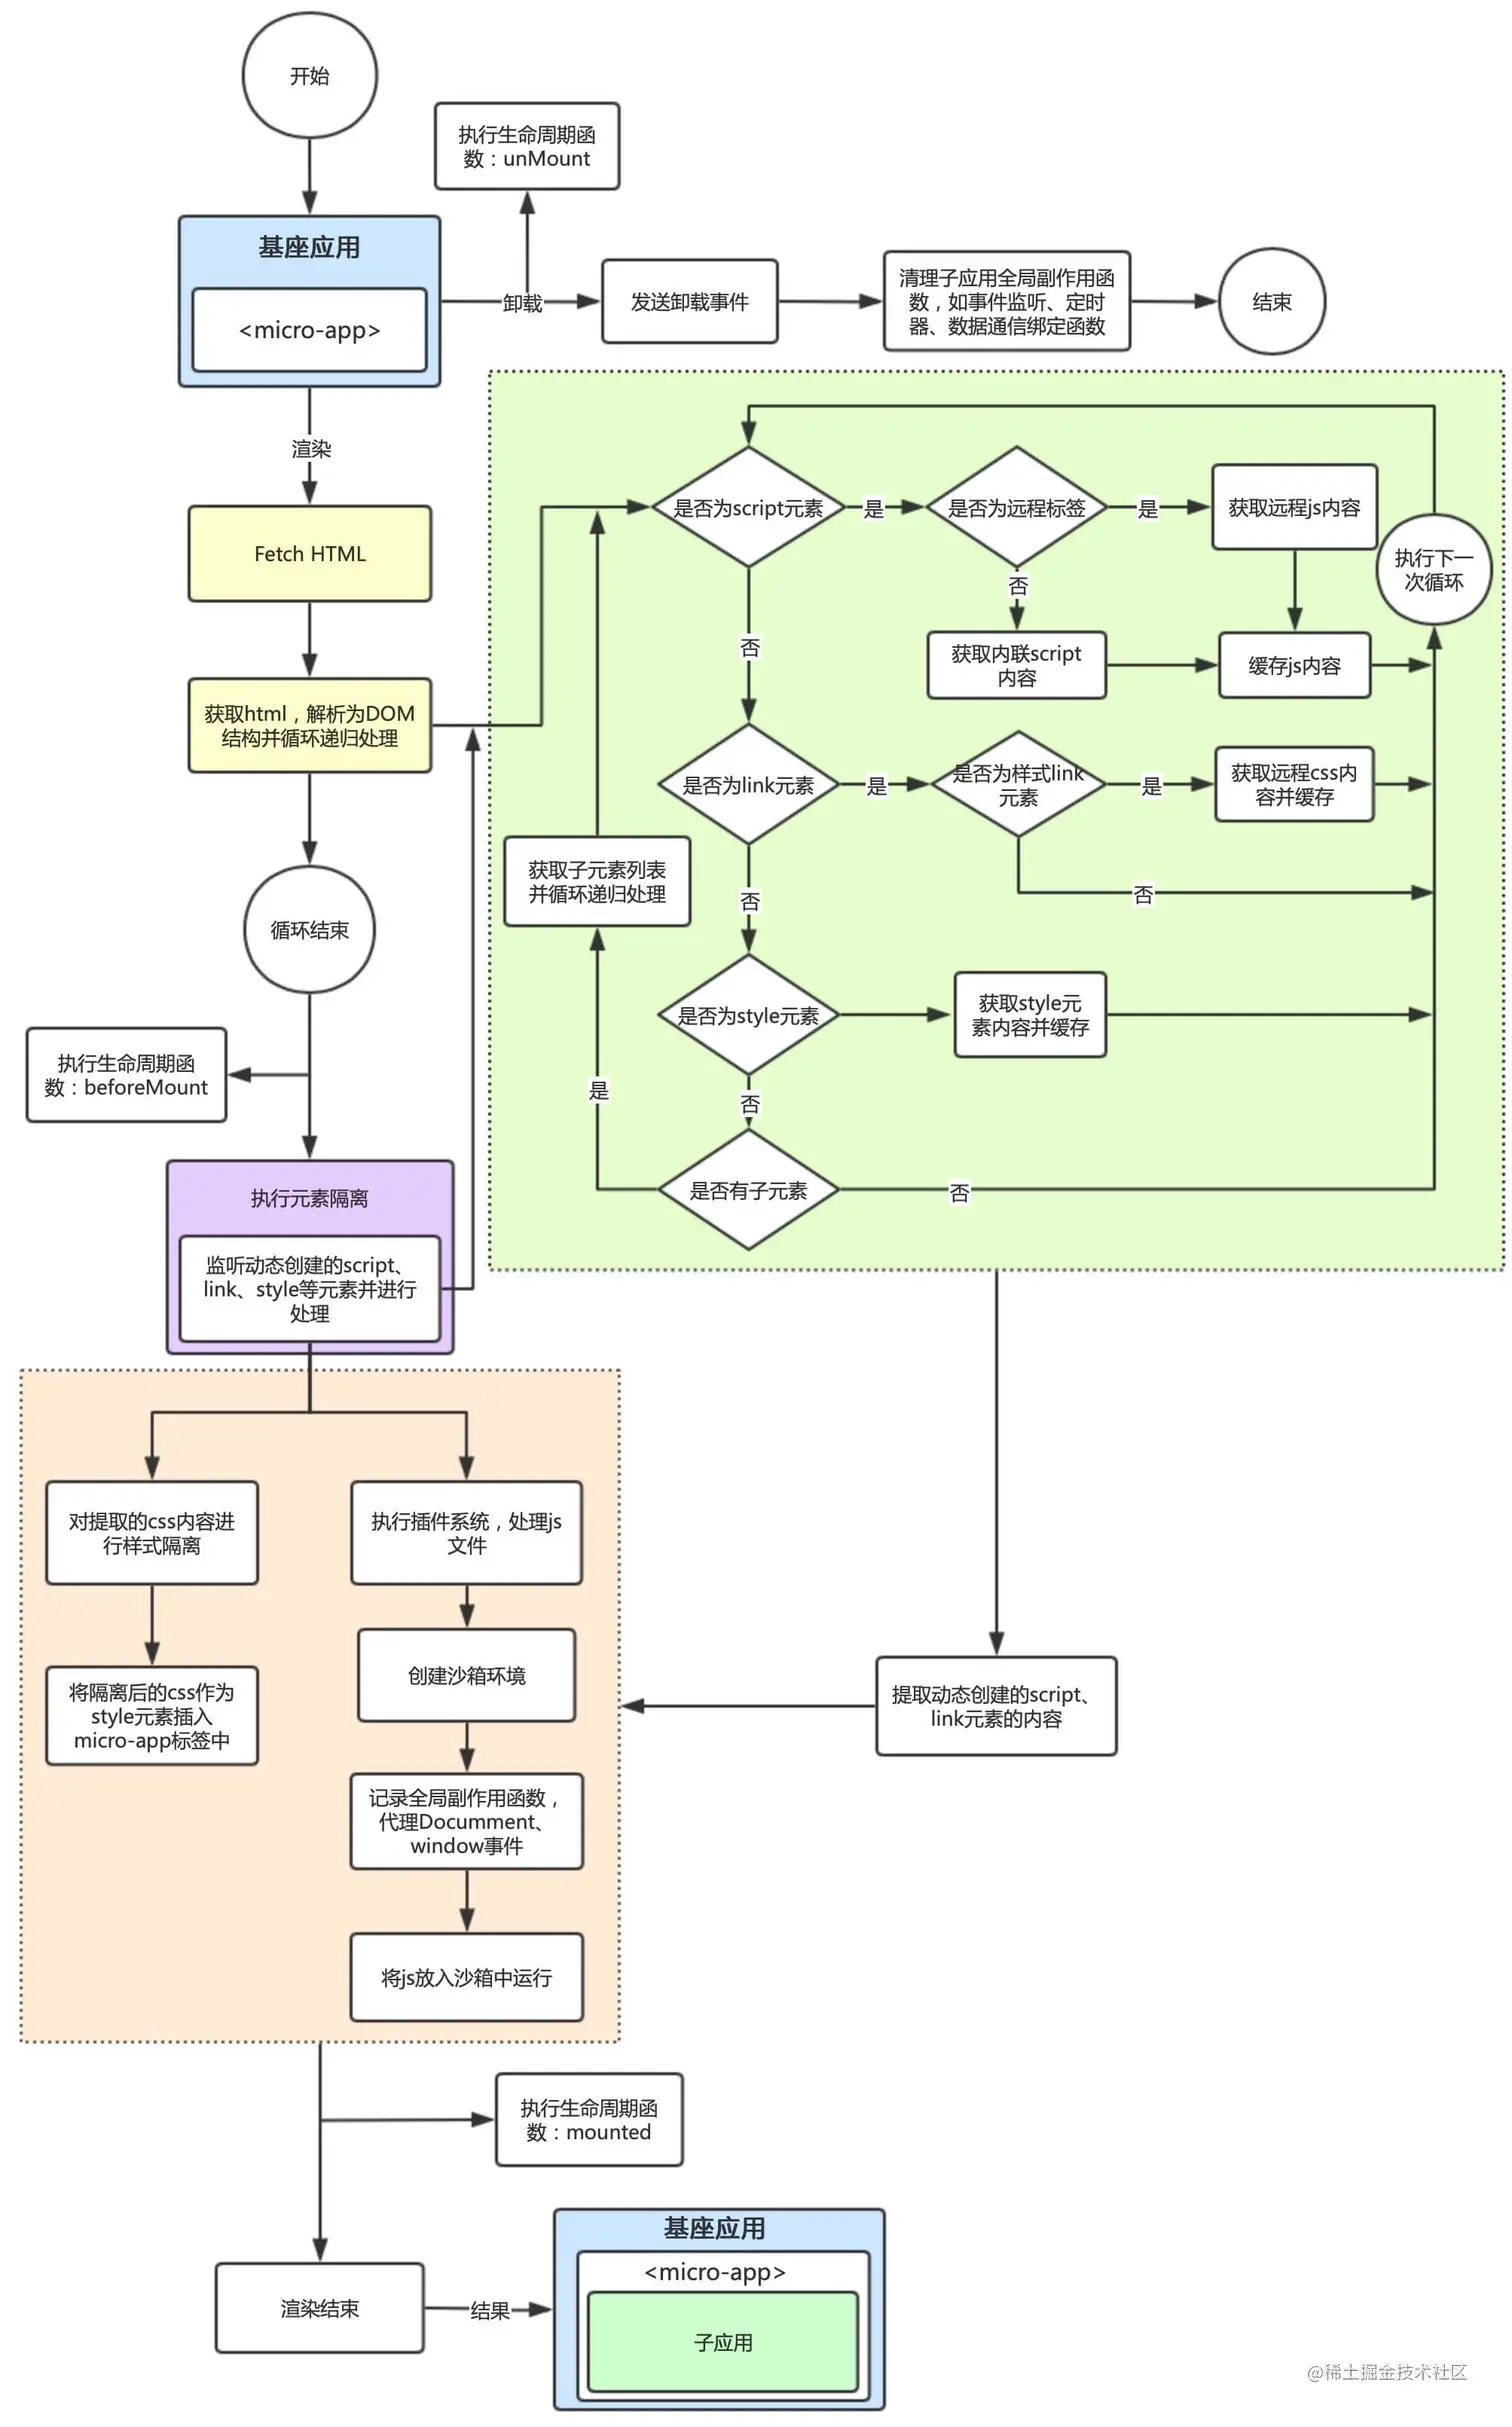 开始
执行生命周期函
数：unMount
基座应用
<micro-app>
卸载
发送卸载事件
清理子应用全局副作用函
数，如事件监听、定时
器、数据通信绑定函数
结束
渲染
Fetch HTML
获取html，解析为DOM
结构并循环递归处理
循环结束
执行生命周期函
数：beforeMount
执行元素隔离
监听动态创建的script、
link、style等元素并进行
处理
是否为script元素
是
是否为远程标签
是
获取远程js内容
执行下一
次循环
否
否
获取内联script
内容
缓存js内容
是否为link元素
是
是否为样式link
元素
是
获取远程css内
容并缓存
否
获取子元素列表
并循环递归处理
否
是否为style元素
获取style元
素内容并缓存
是
否
是否有子元素
否
对提取的css内容进
行样式隔离
执行插件系统，处理js
文件
将隔离后的css作为
style元素插入
micro-app标签中
创建沙箱环境
提取动态创建的script、
link元素的内容
记录全局副作用函数，
代理Documment、
window事件
将js放入沙箱中运行
执行生命周期函
数：mounted
渲染结束
结果
基座应用
<micro-app>
子应用
@稀土掘金技术社区